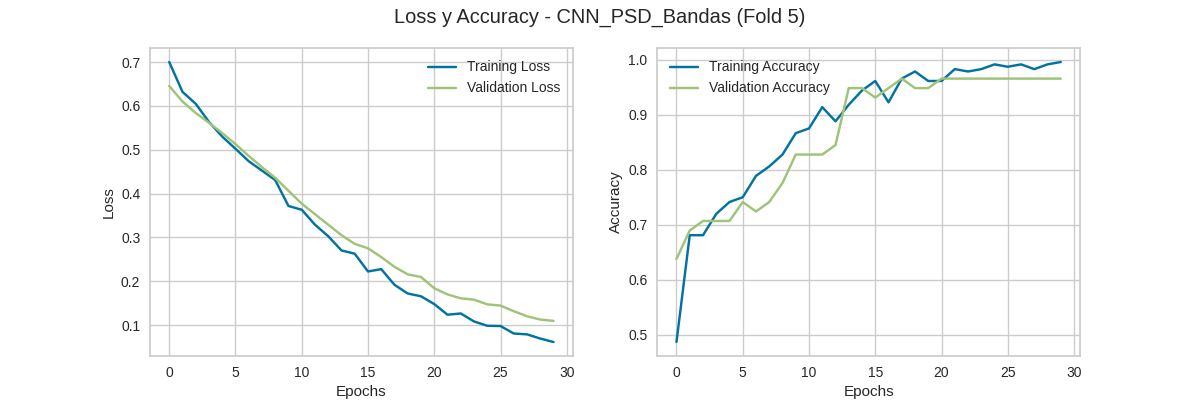 Loss y Accuracy - CNN_PSD_Bandas (Fold 5)
Training Loss
Validation Loss
0.7
0.6
0.5
0.4
0.3
0.2
0.1
Loss
0 5 10 15 20 25 30
Epochs
Training Accuracy
Validation Accuracy
1.0
0.9
0.8
0.7
0.6
0.5
Accuracy
0 5 10 15 20 25 30
Epochs